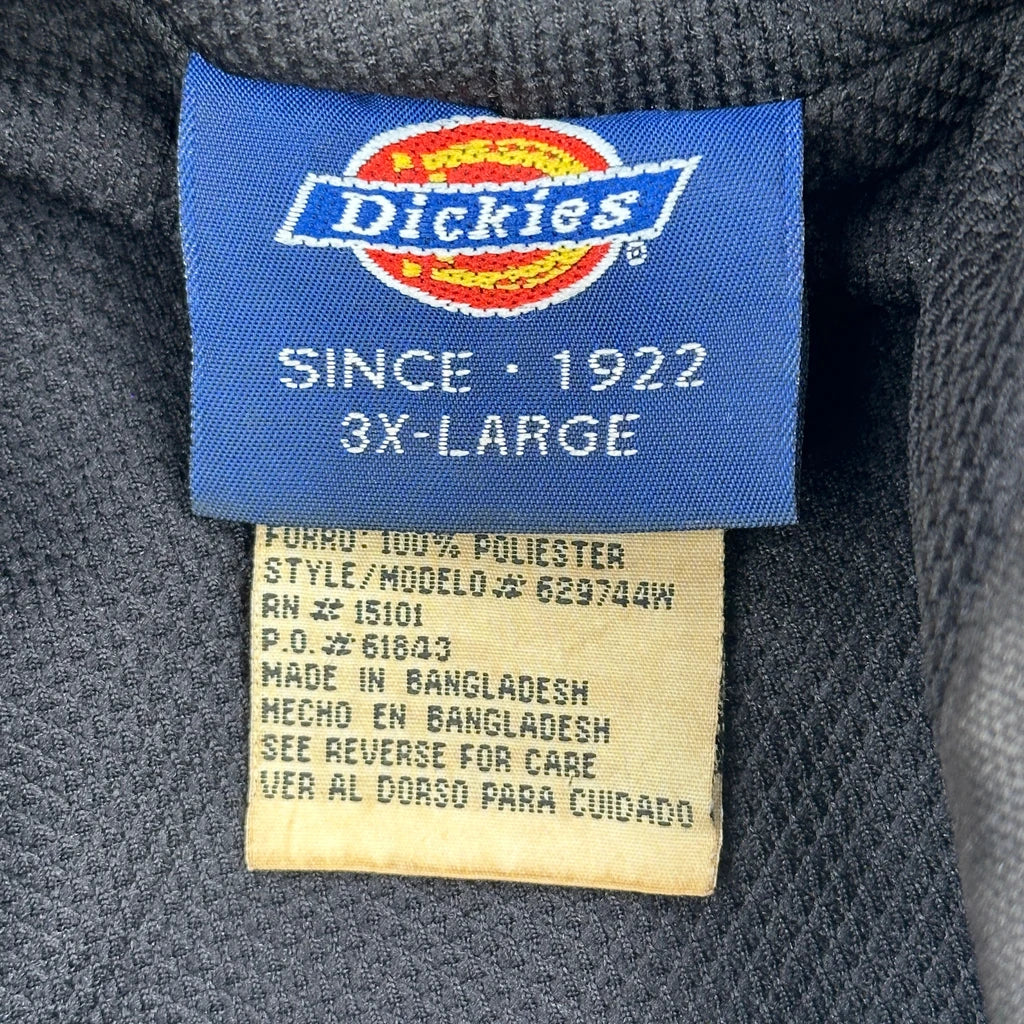 Dickies®
SINCE · 1922
3X-LARGE
FORRO: 100% POLIESTER
STYLE/MODELO # 629744W
RN # 15101
P.O. # 61843
MADE IN BANGLADESH
HECHO EN BANGLADESH
SEE REVERSE FOR CARE
VER AL DORSO PARA CUIDADO